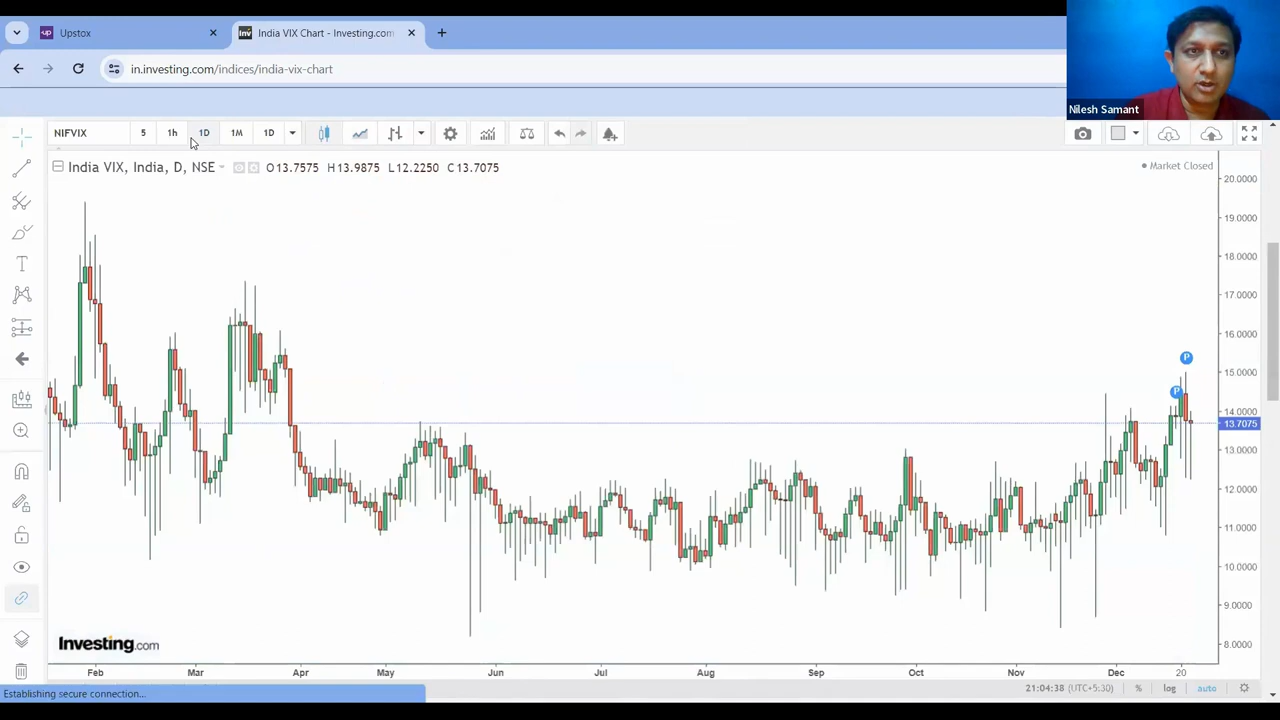 Upstox
India VIX Chart - Investing.com
in.investing.com/indices/india-vix-chart
Nilesh Samant
NIFVIX 5 1h 1D 1M 1D
India VIX, India, D, NSE O13.7575 H13.9875 L12.2250 C13.7075
Market Closed
20.0000
19.0000
18.0000
17.0000
16.0000
15.0000
14.0000
13.7075
13.0000
12.0000
11.0000
10.0000
9.0000
8.0000
P
P
Investing.com
Feb Mar Apr May Jun Jul Aug Sep Oct Nov Dec 20
21:04:38 (UTC+5:30) % log auto
Establishing secure connection...